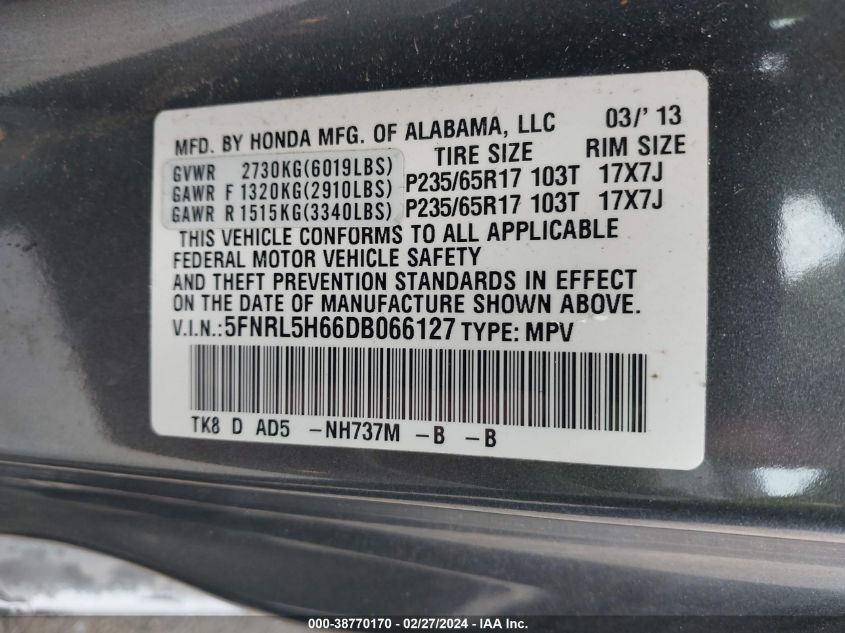 MFD. BY HONDA MFG. OF ALABAMA, LLC 03/'13
GVWR 2730KG(6019LBS) TIRE SIZE RIM SIZE
GAWR F 1320KG(2910LBS) P235/65R17 103T 17X7J
GAWR R 1515KG(3340LBS) P235/65R17 103T 17X7J
THIS VEHICLE CONFORMS TO ALL APPLICABLE
FEDERAL MOTOR VEHICLE SAFETY
AND THEFT PREVENTION STANDARDS IN EFFECT
ON THE DATE OF MANUFACTURE SHOWN ABOVE.
V.I.N.: 5FNRL5H66DB066127 TYPE: MPV
TK8 D AD5 -NH737M -B -B
000-38770170 - 02/27/2024 - IAA Inc.